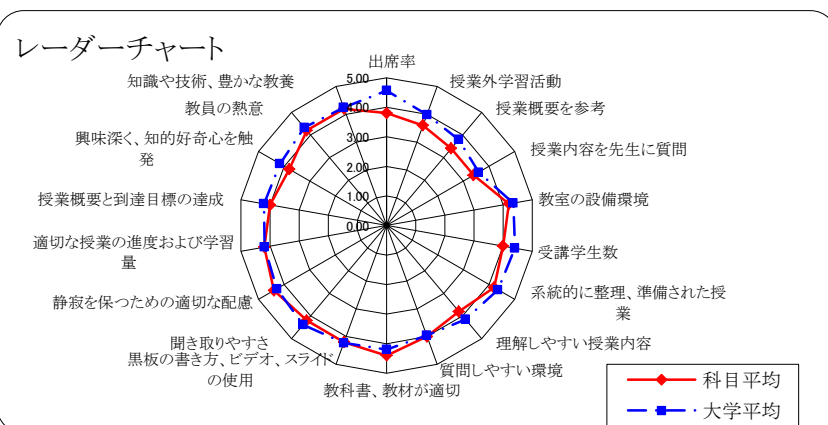 レーダーチャート
出席率
授業外学習活動
授業概要を参考
授業内容を先生に質問
教室の設備環境
受講学生数
系統的に整理、準備された授
業
理解しやすい授業内容
質問しやすい環境
教科書、教材が適切
黒板の書き方、ビデオ、スライド
の使用
聞き取りやすさ
静寂を保つための適切な配慮
適切な授業の進度および学習
量
授業概要と到達目標の達成
興味深く、知的好奇心を触
発
教員の熱意
知識や技術、豊かな教養
5.00
4.00
3.00
2.00
1.00
0.00
科目平均
大学平均